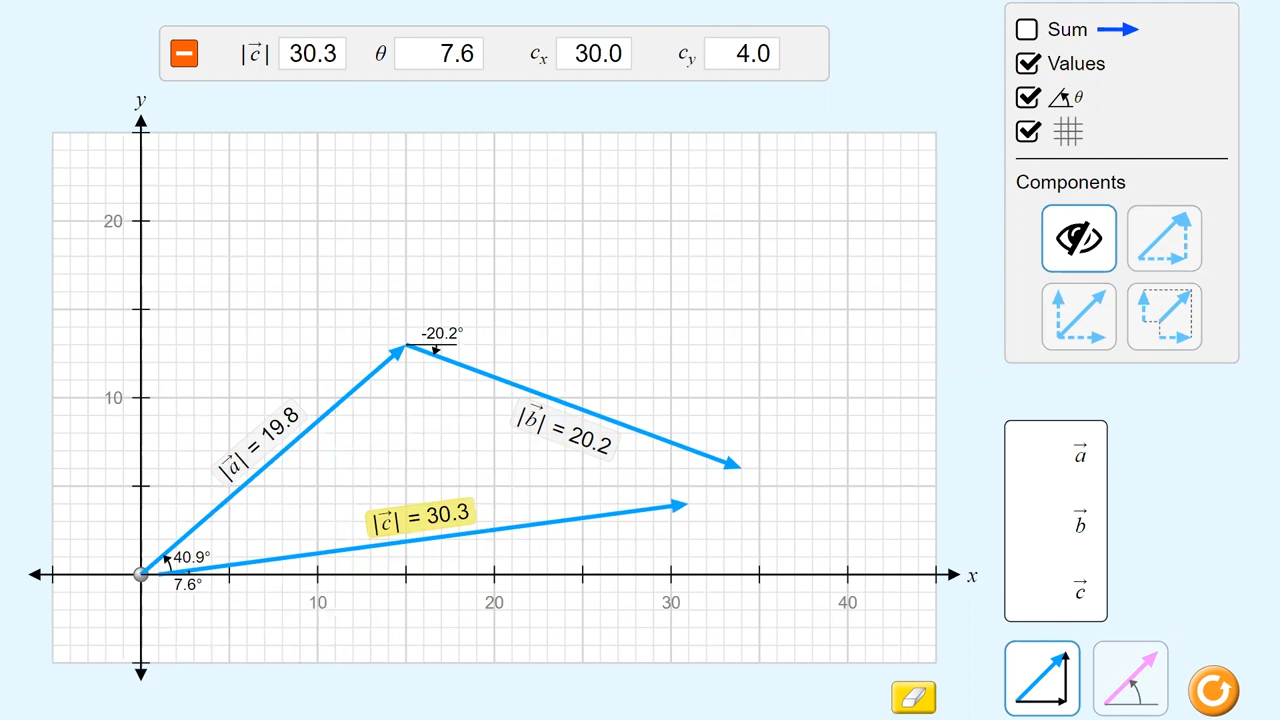 |c⃗| 30.3 θ 7.6 cₓ 30.0 c_y 4.0
Sum
Values
θ
Components
y
20
10
-20.2°
|a⃗| = 19.8
|b⃗| = 20.2
|c⃗| = 30.3
40.9°
7.6°
x
10 20 30 40
a⃗
b⃗
c⃗